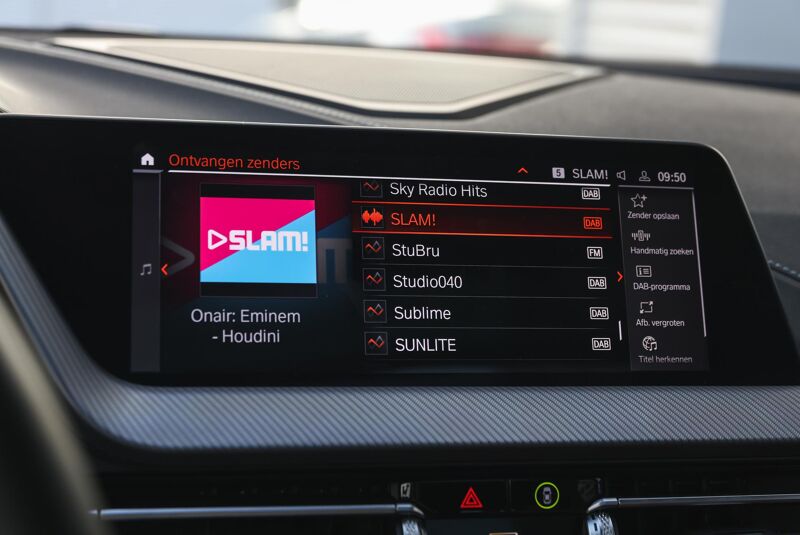 Ontvangen zenders
5 SLAM! 09:50
SLAM!
Onair: Eminem
- Houdini
Sky Radio Hits DAB
SLAM! DAB
StuBru FM
Studio040 DAB
Sublime DAB
SUNLITE DAB
Zender opslaan
Handmatig zoeken
DAB-programma
Afb. vergroten
Titel herkennen